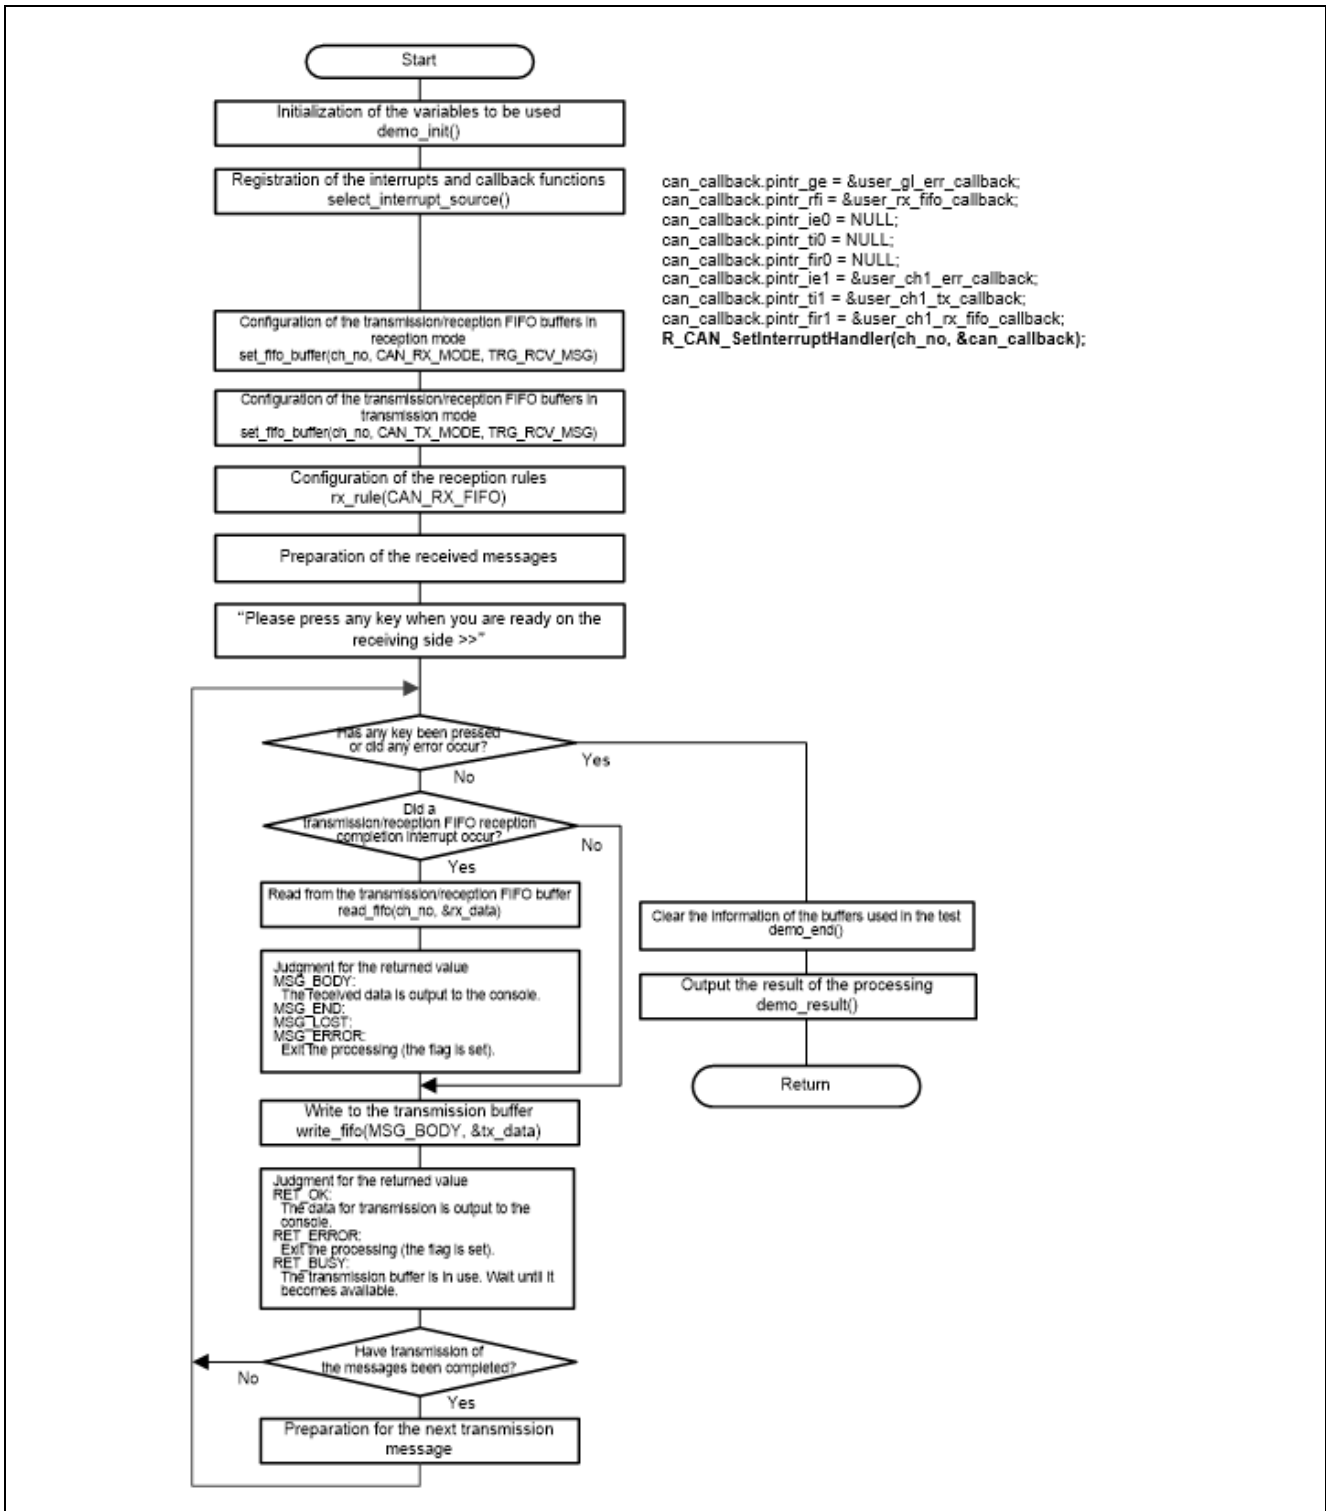 Start
Initialization of the variables to be used
demo_init()
Registration of the interrupts and callback functions
select_interrupt_source()
can_callback.pintr_ge = &user_gl_err_callback;
can_callback.pintr_rfi = &user_rx_fifo_callback;
can_callback.pintr_ie0 = NULL;
can_callback.pintr_ti0 = NULL;
can_callback.pintr_fir0 = NULL;
can_callback.pintr_ie1 = &user_ch1_err_callback;
can_callback.pintr_ti1 = &user_ch1_tx_callback;
can_callback.pintr_fir1 = &user_ch1_rx_fifo_callback;
R_CAN_SetInterruptHandler(ch_no, &can_callback);
Configuration of the transmission/reception FIFO buffers in
reception mode
set_fifo_buffer(ch_no, CAN_RX_MODE, TRG_RCV_MSG)
Configuration of the transmission/reception FIFO buffers in
transmission mode
set_fifo_buffer(ch_no, CAN_TX_MODE, TRG_RCV_MSG)
Configuration of the reception rules
rx_rule(CAN_RX_FIFO)
Preparation of the received messages
“Please press any key when you are ready on the
receiving side >>”
Has any key been pressed
or did any error occur?
Yes
No
Did a
transmission/reception FIFO reception
completion interrupt occur?
No
Yes
Read from the transmission/reception FIFO buffer
read_fifo(ch_no, &rx_data)
Judgment for the returned value
MSG_BODY:
The received data is output to the console.
MSG_END:
MSG_LOST:
MSG_ERROR:
Exit the processing (the flag is set).
Clear the information of the buffers used in the test
demo_end()
Output the result of the processing
demo_result()
Return
Write to the transmission buffer
write_fifo(MSG_BODY, &tx_data)
Judgment for the returned value
RET_OK:
The data for transmission is output to the
console.
RET_ERROR:
Exit the processing (the flag is set).
RET_BUSY:
The transmission buffer is in use. Wait until it
becomes available.
Have transmission of
the messages been completed?
No
Yes
Preparation for the next transmission
message